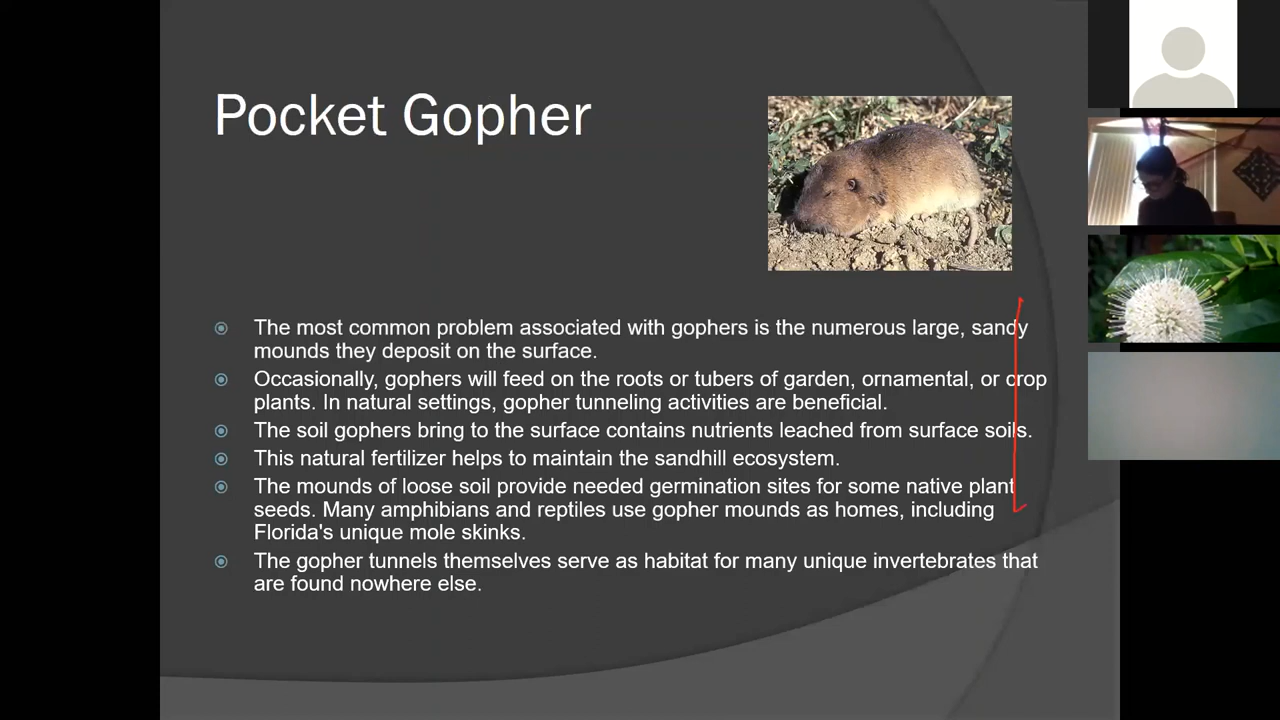 Pocket Gopher
The most common problem associated with gophers is the numerous large, sandy
mounds they deposit on the surface.
Occasionally, gophers will feed on the roots or tubers of garden, ornamental, or crop
plants. In natural settings, gopher tunneling activities are beneficial.
The soil gophers bring to the surface contains nutrients leached from surface soils.
This natural fertilizer helps to maintain the sandhill ecosystem.
The mounds of loose soil provide needed germination sites for some native plant
seeds. Many amphibians and reptiles use gopher mounds as homes, including
Florida's unique mole skinks.
The gopher tunnels themselves serve as habitat for many unique invertebrates that
are found nowhere else.